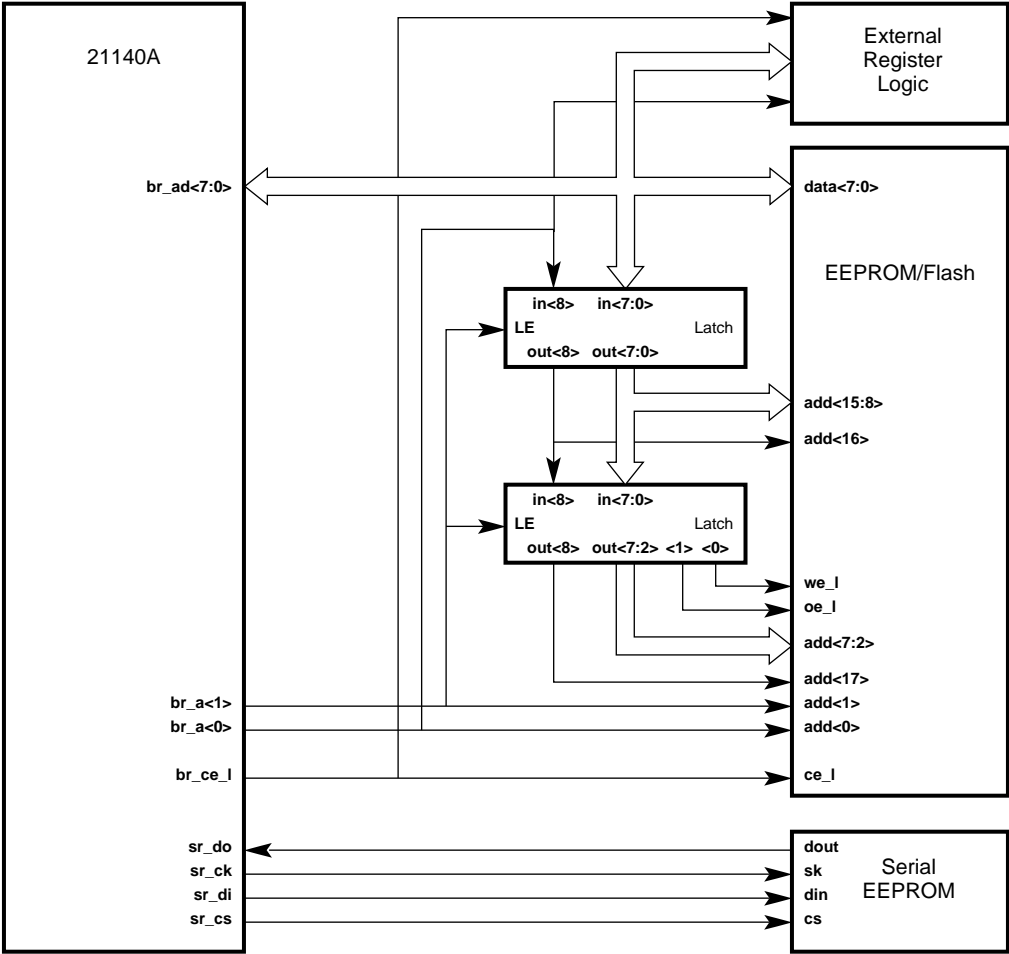 21140A
br_ad<7:0>
br_a<1>
br_a<0>
br_ce_l
sr_do
sr_ck
sr_di
sr_cs
in<8> in<7:0>
LE Latch
out<8> out<7:0>
in<8> in<7:0>
LE Latch
out<8> out<7:2> <1> <0>
External
Register
Logic
data<7:0>
EEPROM/Flash
add<15:8>
add<16>
we_l
oe_l
add<7:2>
add<17>
add<1>
add<0>
ce_l
dout
sk
din
cs
Serial
EEPROM